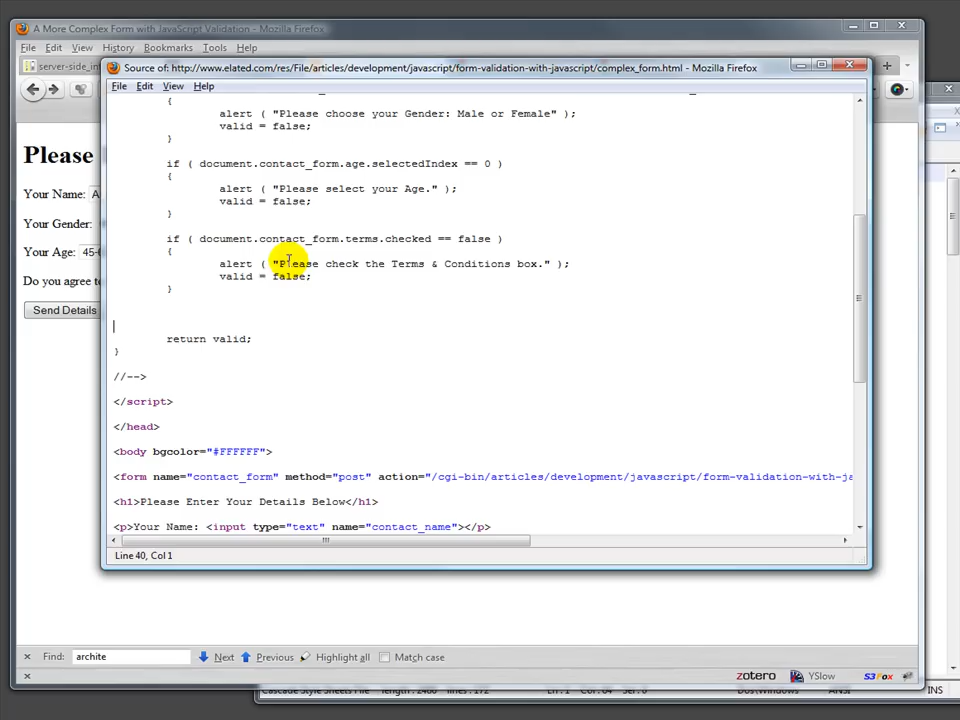 A More Complex Form with JavaScript Validation - Mozilla Firefox
File Edit View History Bookmarks Tools Help
server-side_in
Source of: http://www.elated.com/res/File/articles/development/javascript/form-validation-with-javascript/complex_form.html - Mozilla Firefox
File Edit View Help
{
alert ( "Please choose your Gender: Male or Female" );
valid = false;
}
if ( document.contact_form.age.selectedIndex == 0 )
{
alert ( "Please select your Age." );
valid = false;
}
if ( document.contact_form.terms.checked == false )
{
alert ( "Please check the Terms & Conditions box." );
valid = false;
}
return valid;
}
//-->
</script>
</head>
<body bgcolor="#FFFFFF">
<form name="contact_form" method="post" action="/cgi-bin/articles/development/javascript/form-validation-with-ja
<h1>Please Enter Your Details Below</h1>
<p>Your Name: <input type="text" name="contact_name"></p>
Line 40, Col 1
Please
Your Name: A
Your Gender:
Your Age: 45-
Do you agree to
Send Details
Find: archite Next Previous Highlight all Match case
zotero YSlow S3Fox
INS